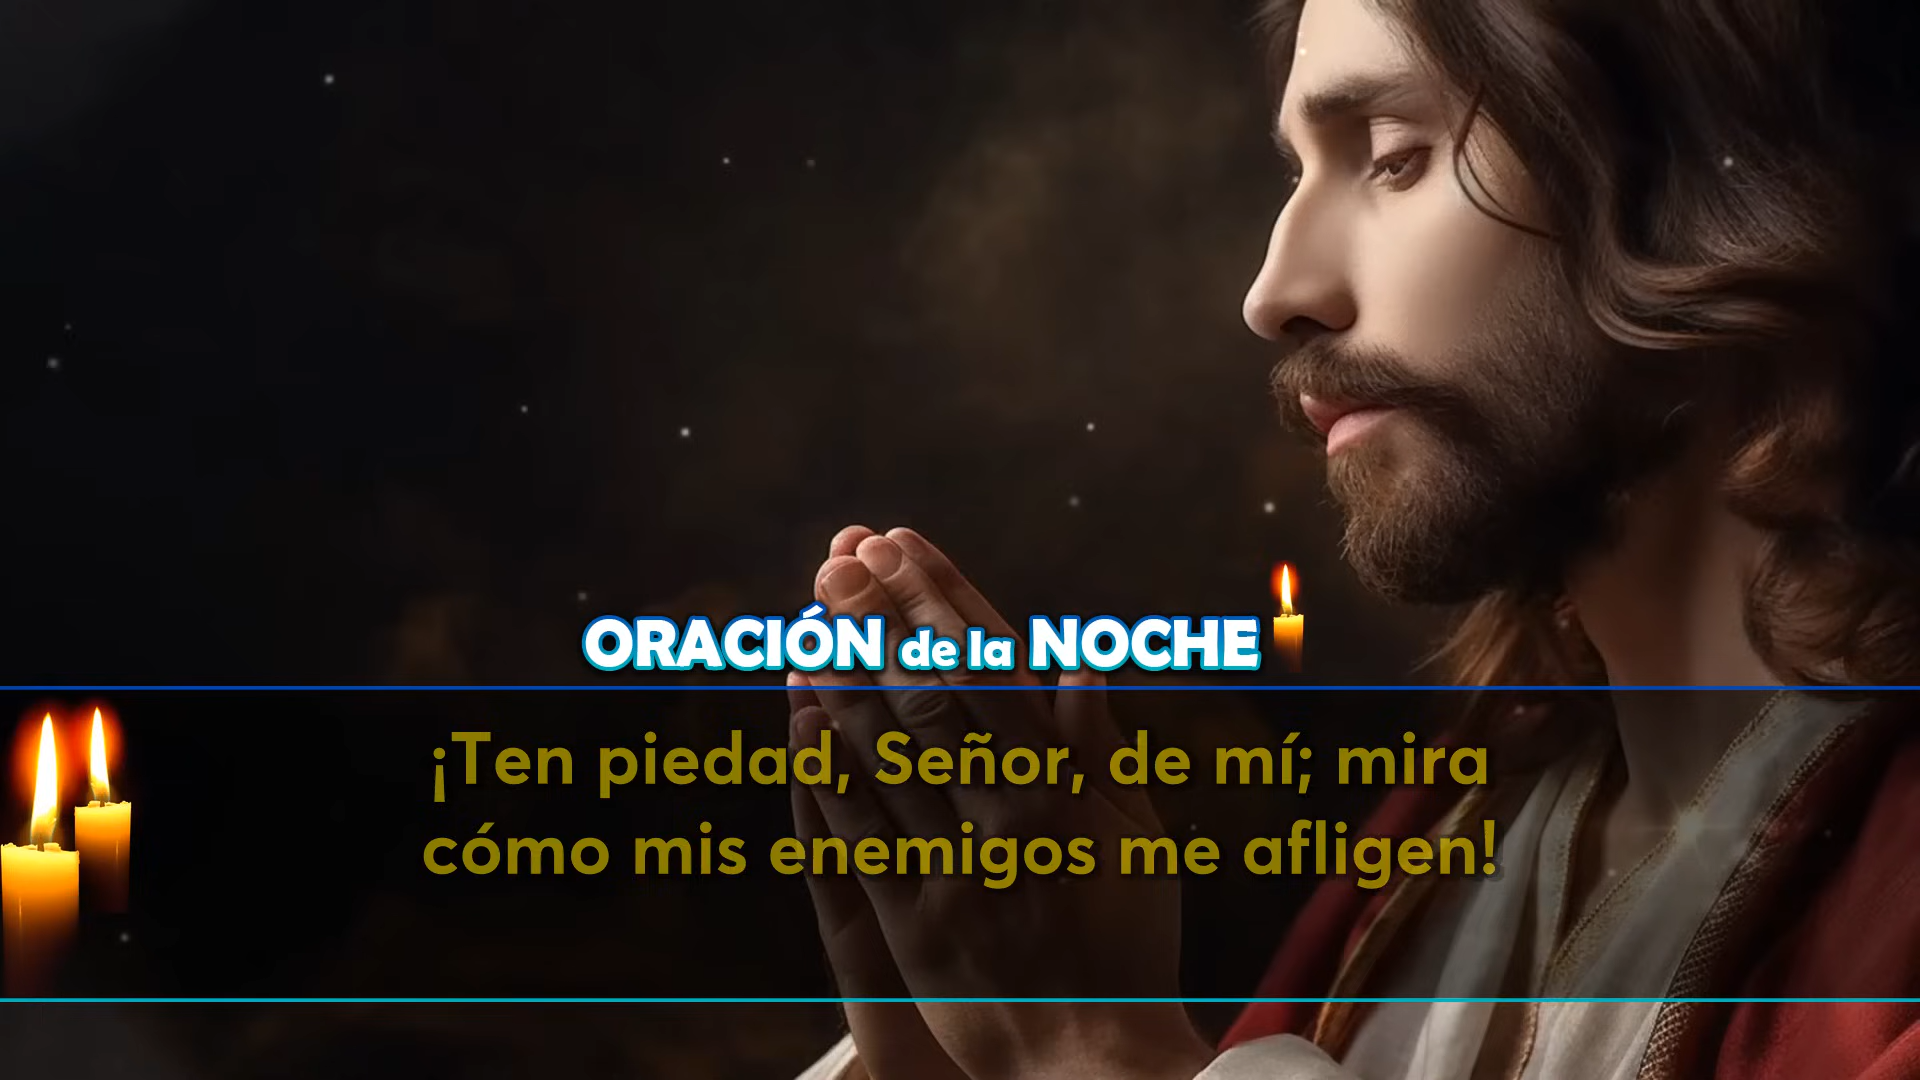 ORACIÓN de la NOCHE
¡Ten piedad, Señor, de mí; mira
cómo mis enemigos me afligen!